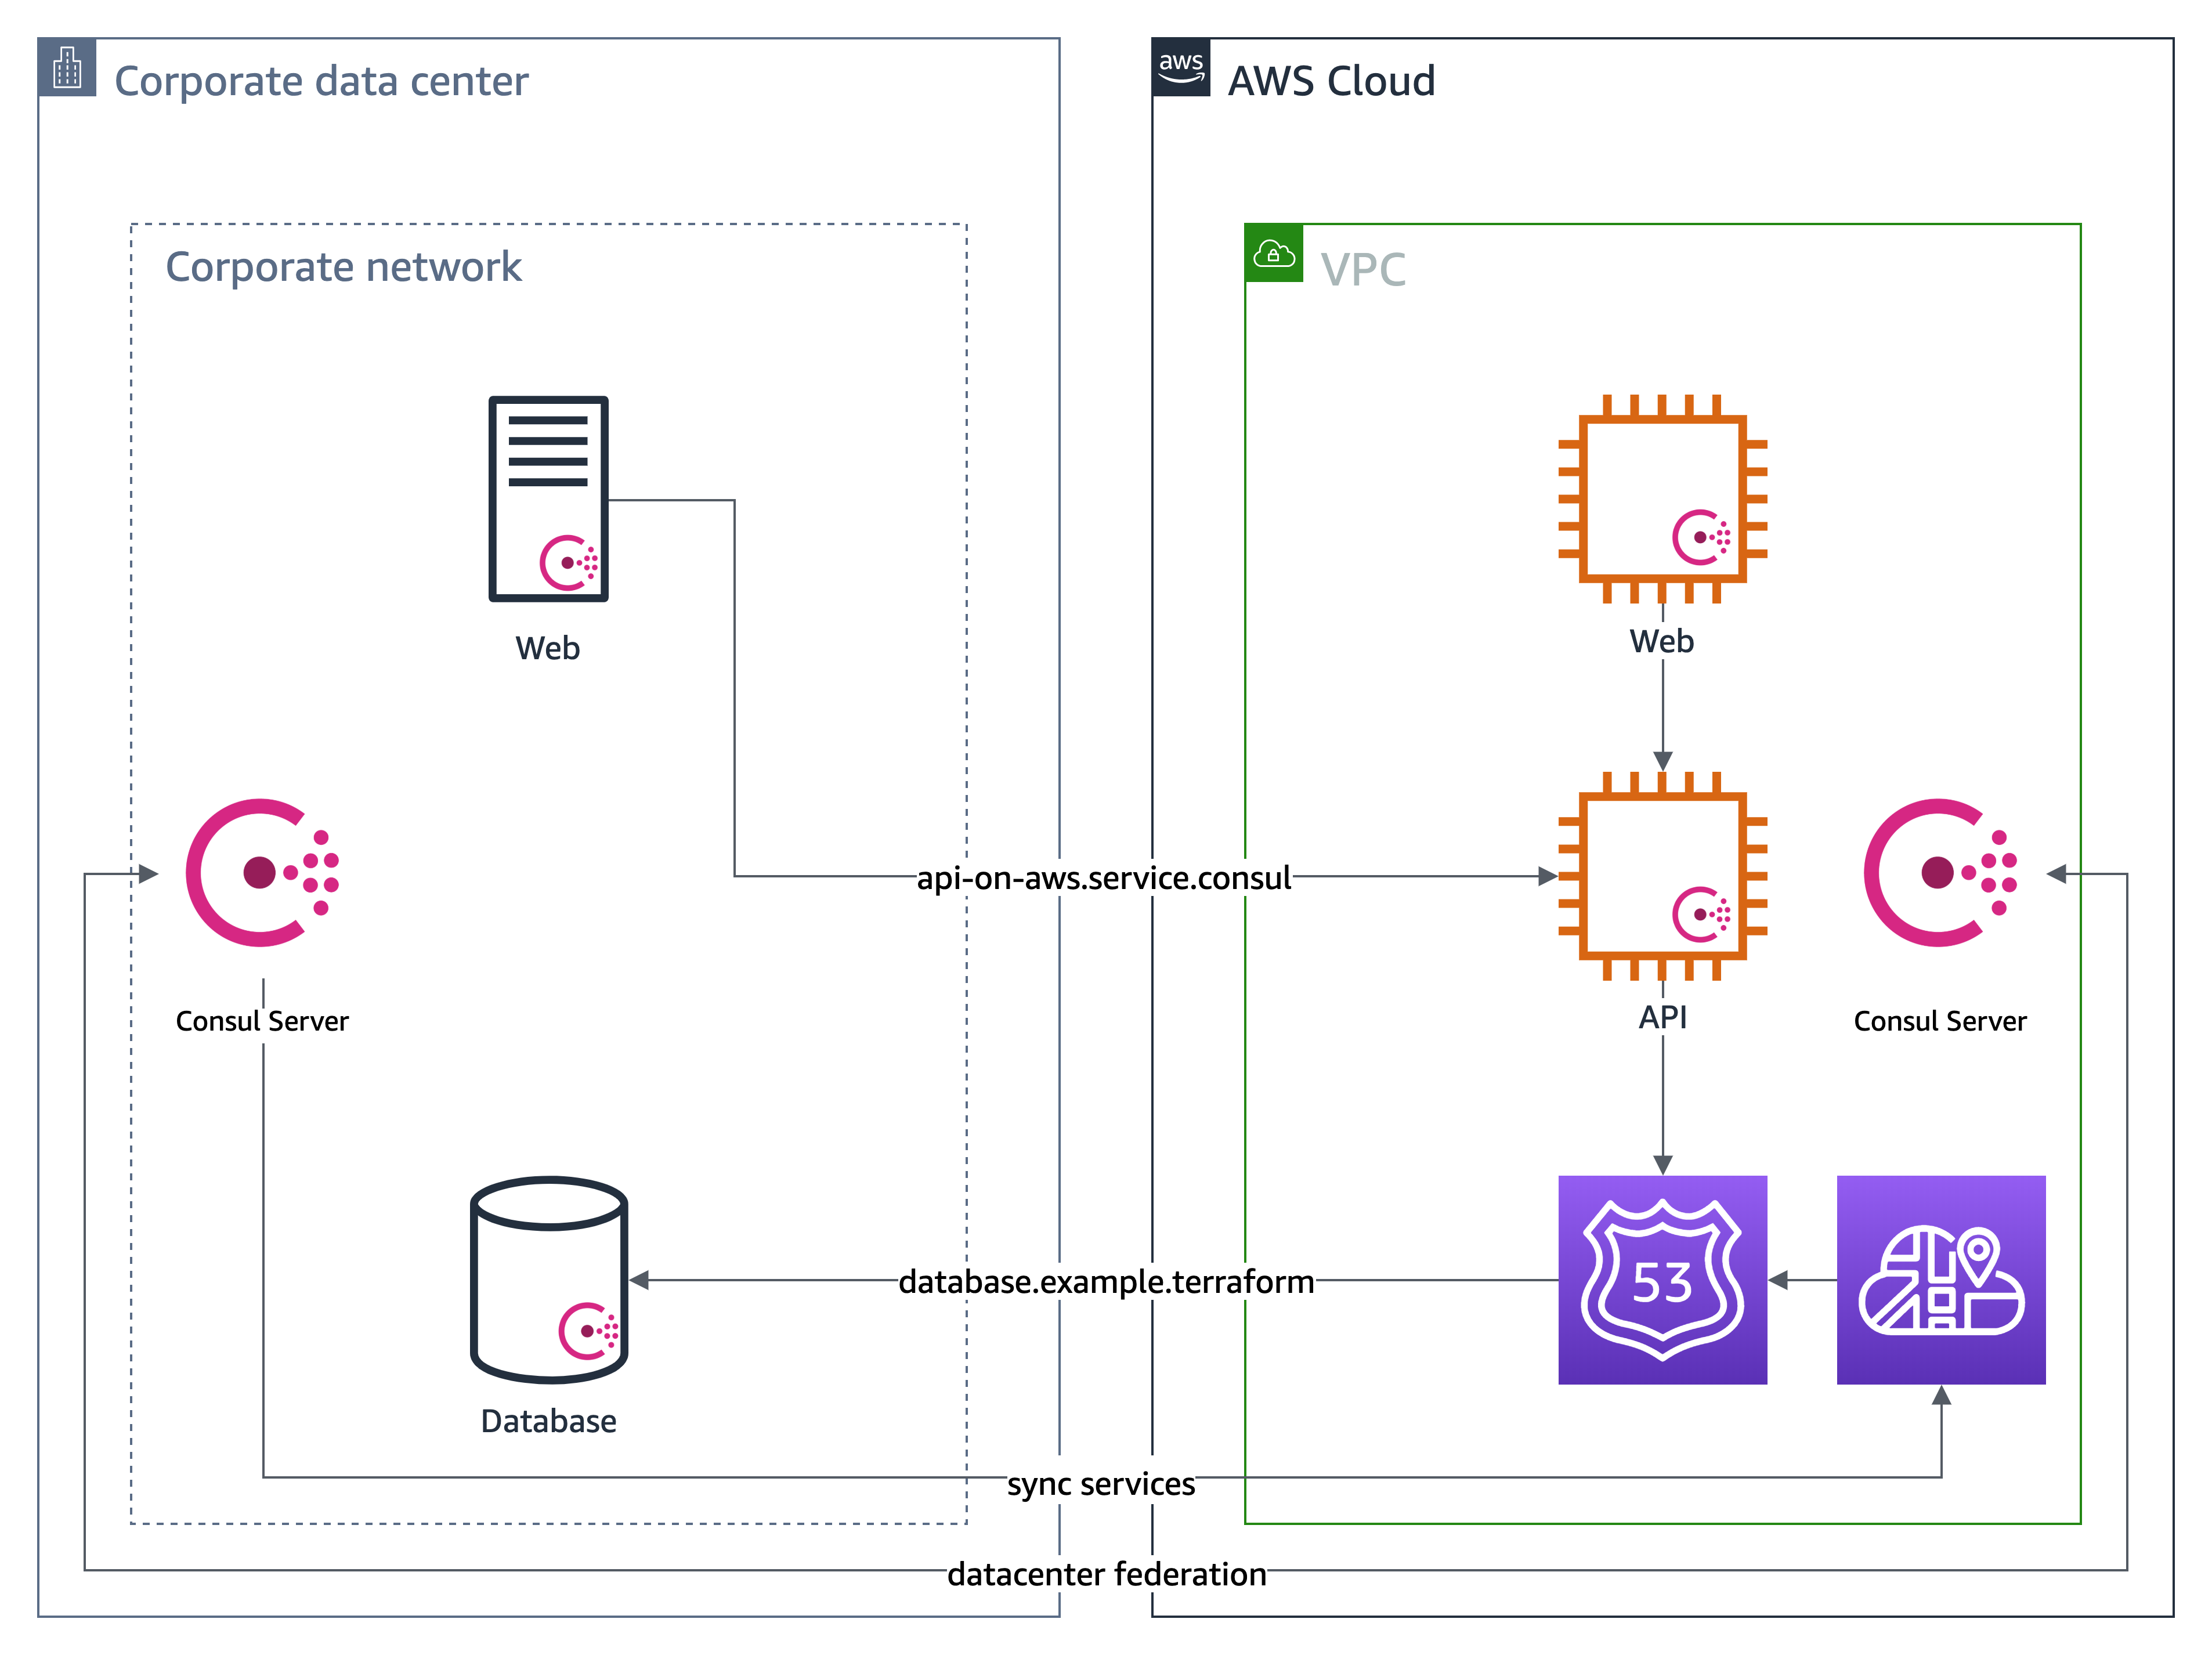 Corporate data center
aws
AWS Cloud
Corporate network
VPC
Web
Web
api-on-aws.service.consul
Consul Server
API
Consul Server
database.example.terraform
53
Database
sync services
datacenter federation